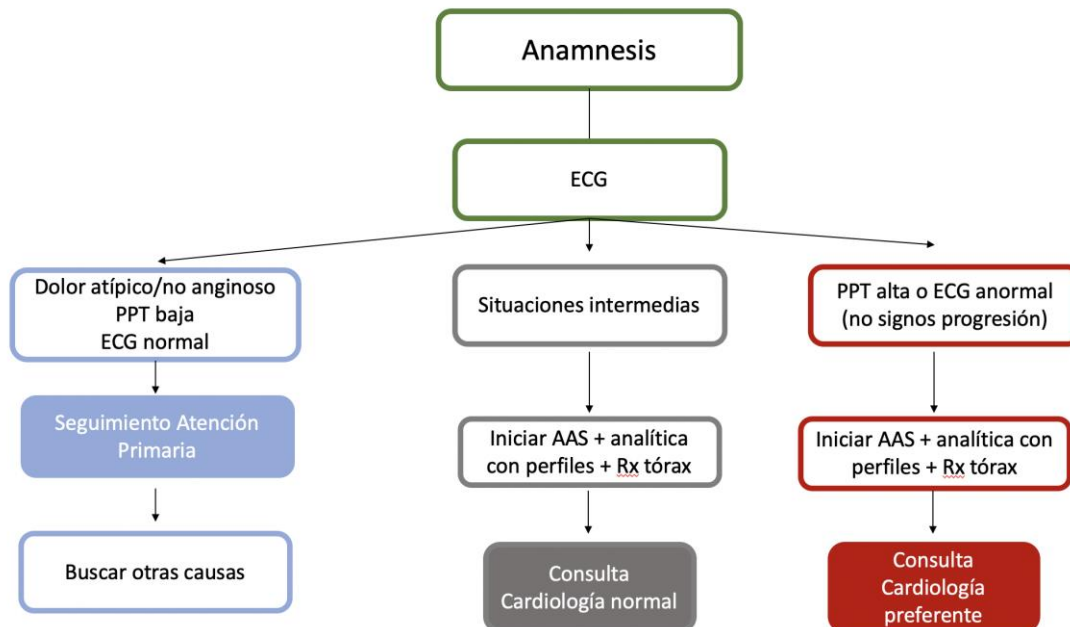 Anamnesis
ECG
Dolor atípico/no anginoso
PPT baja
ECG normal
Situaciones intermedias
PPT alta o ECG anormal
(no signos progresión)
Seguimiento Atención
Primaria
Iniciar AAS + analítica
con perfiles + Rx tórax
Iniciar AAS + analítica con
perfiles + Rx tórax
Buscar otras causas
Consulta
Cardiología normal
Consulta
Cardiología
preferente